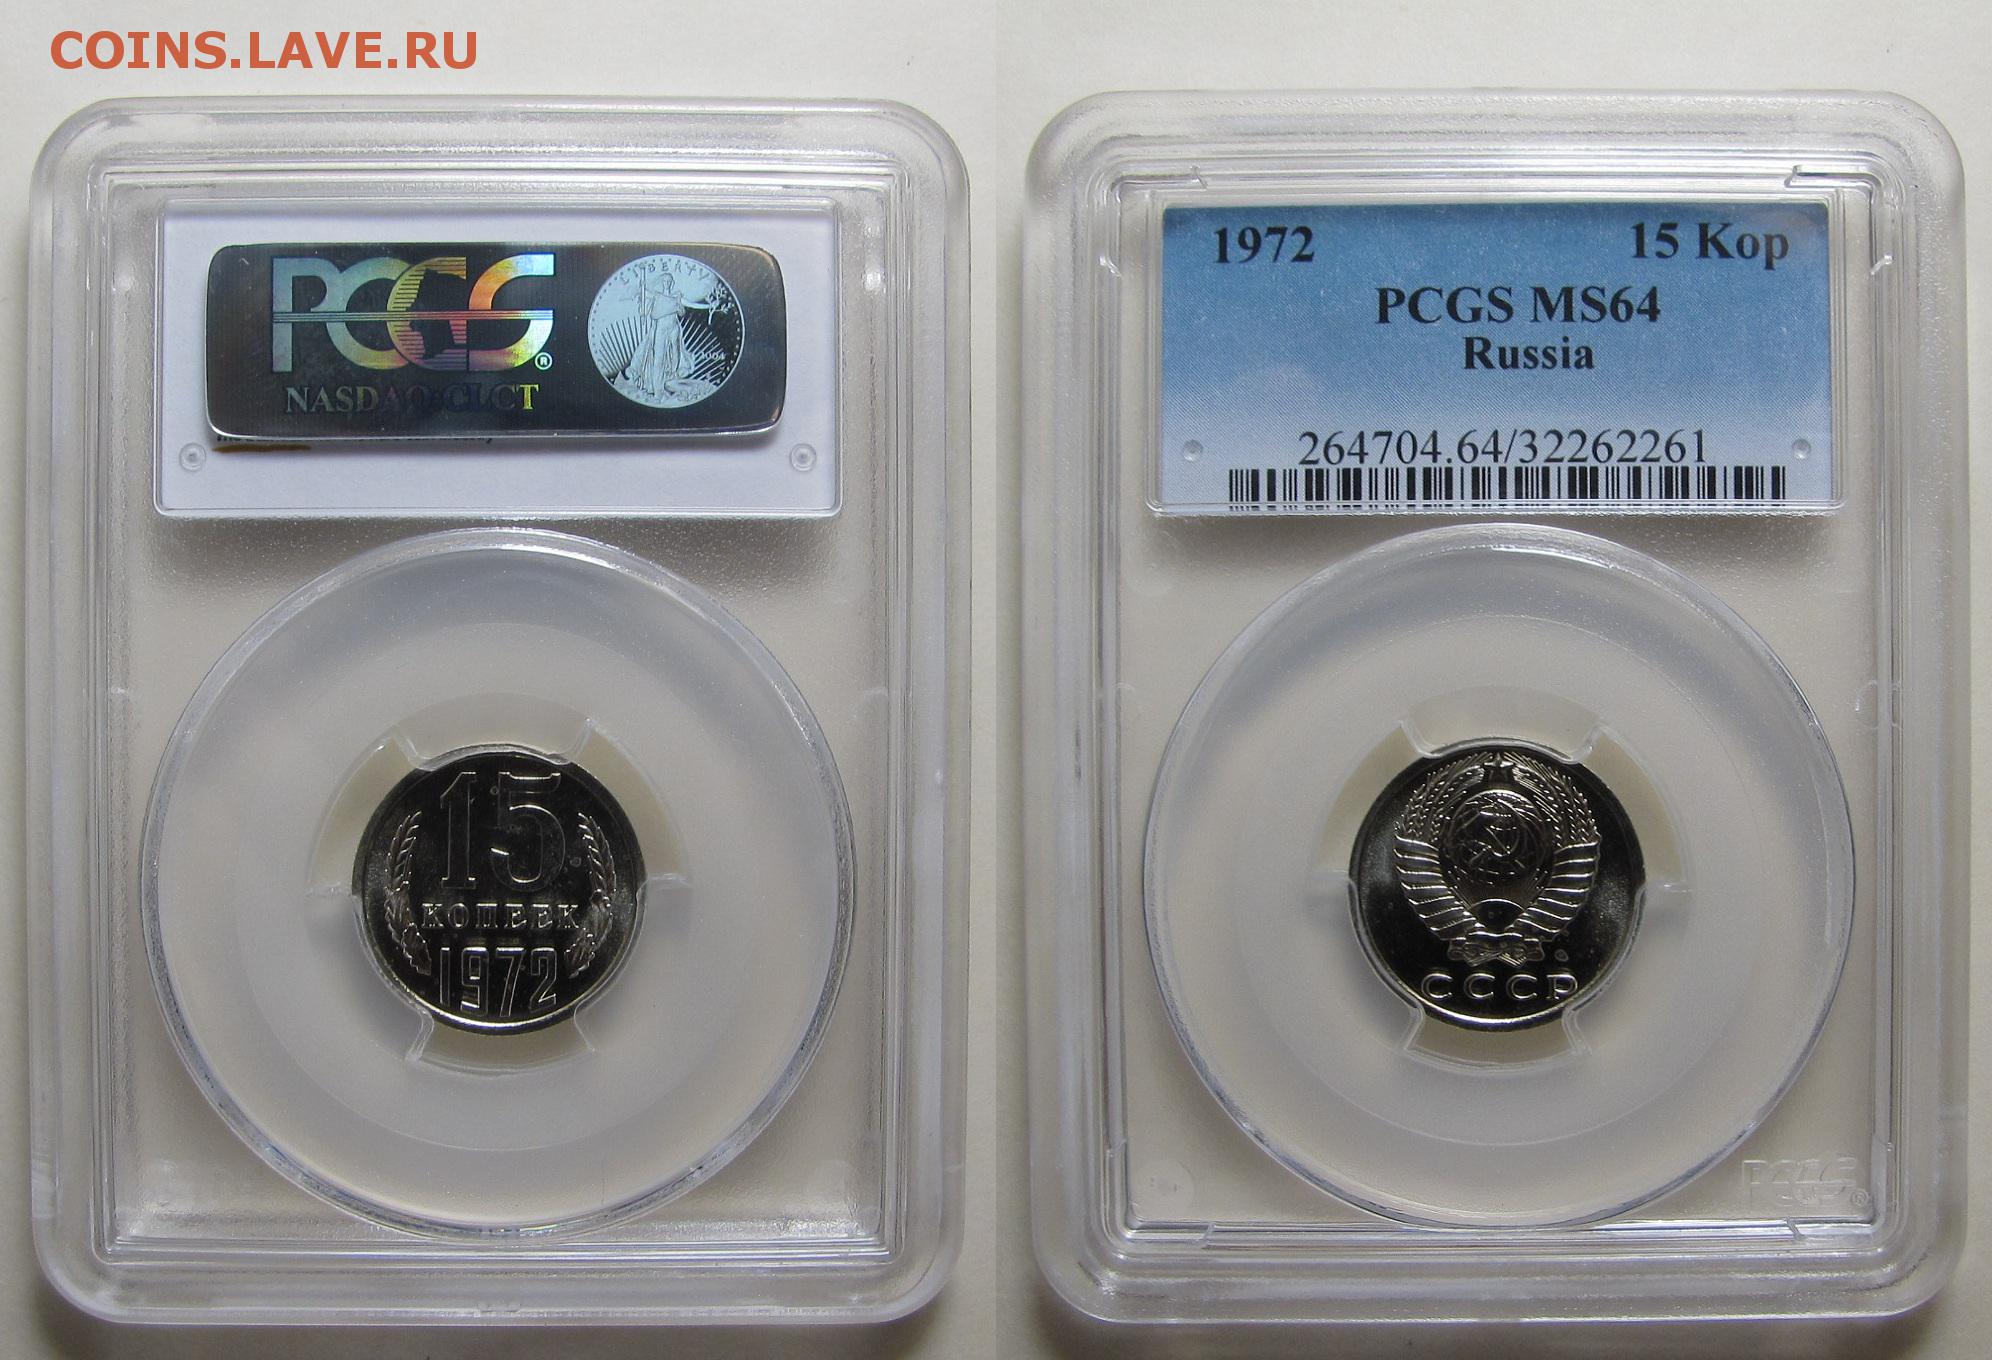 COINS.LAVE.RU
PCGS®
NASDAQ:CLCT
LIBERTY
15
КОПЕЕК
1972
1972 15 Kop
PCGS MS64
Russia
264704.64/32262261
СССР
PCGS®